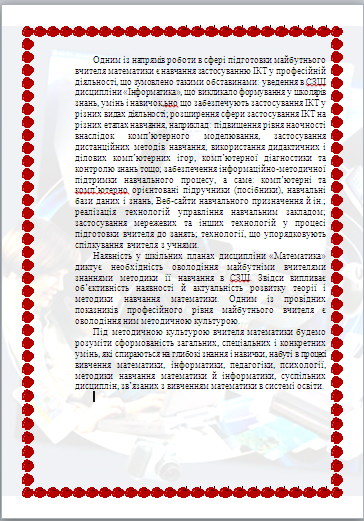 Одним із напрямів роботи в сфері підготовки майбутнього
вчителя математики є навчання застосуванню ІКТ у професійній
діяльності, що зумовлено такими обставинами: уведення в СЗШ
дисципліни «Інформатика», що викликало формування у школярів
знань, умінь і навичок що забезпечують застосування ІКТ у
різних видах діяльності; розширення сфери застосування ІКТ на
різних етапах навчання, наприклад: підвищення рівня наочності
внаслідок комп'ютерного моделювання, застосування
дистанційних методів навчання, використання дидактичних і
ділових комп'ютерних ігор, комп'ютерної діагностики та
контролю знань тощо; забезпечення інформаційно-методичної
підтримки навчального процесу, а саме комп'ютерні та
комп'ютерно орієнтовані підручники (посібники), навчальні
бази даних і знань, Веб-сайти навчального призначення й ін.;
реалізація технологій управління навчальним закладом;
застосування мережевих та інших технологій у процесі
підготовки вчителя до занять; технології, що упорядковують
спілкування вчителя з учнями.
Наявність у шкільних планах дисципліни «Математика»
диктує необхідність оволодіння майбутніми вчителями
знаннями методики її навчання в СЗШ. Звідси випливає
об'єктивність наявності й актуальність розвитку теорії і
методики навчання математики. Одним із провідних
показників професійного рівня майбутнього вчителя є
оволодіння ним методичною культурою.
Під методичною культурою вчителя математики будемо
розуміти сформованість загальних, спеціальних і конкретних
умінь, які спираються на глибокі знання і навички, набуті в процесі
вивчення математики, інформатики, педагогіки, психології,
методики навчання математики й інформатики, суспільних
дисциплін, зв'язаних з вивченням математики в системі освіти.